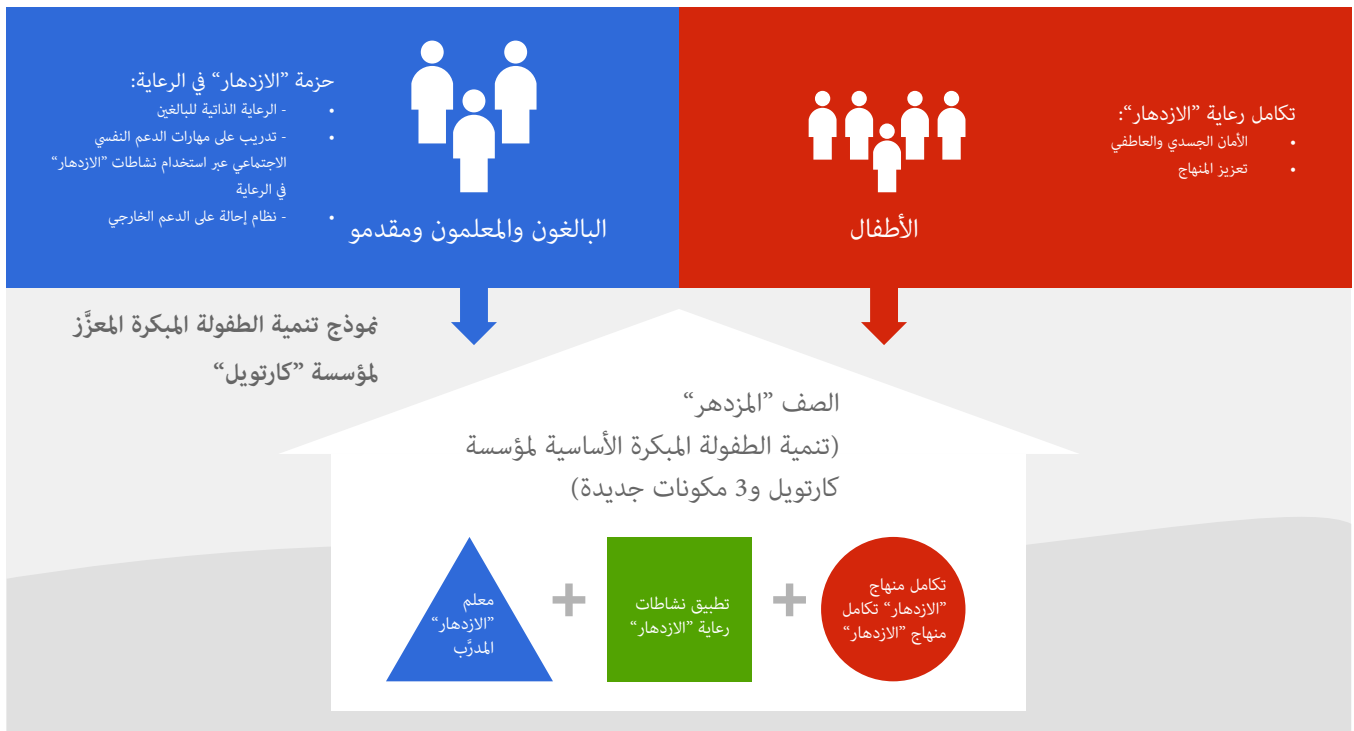 تكامل رعاية ”الازدهار“:
• الأمان الجسدي والعاطفي
• تعزيز المنهاج
الأطفال
حزمة ”الازدهار“ في الرعاية:
• - الرعاية الذاتية للبالغين
• - تدريب على مهارات الدعم النفسي
الاجتماعي عبر استخدام نشاطات ”الازدهار“
في الرعاية
• - نظام إحالة على الدعم الخارجي
البالغون والمعلمون ومقدمو
نموذج تنمية الطفولة المبكرة المعزَّز
لمؤسسة ”كارتويل“
الصف ”المزدهر“
(تنمية الطفولة المبكرة الأساسية لمؤسسة
كارتويل و3 مكونات جديدة)
تكامل منهاج
”الازدهار“ تكامل
منهاج ”الازدهار“
+
تطبيق نشاطات
رعاية ”الازدهار“
+
معلم
”الازدهار“
المدرَّب